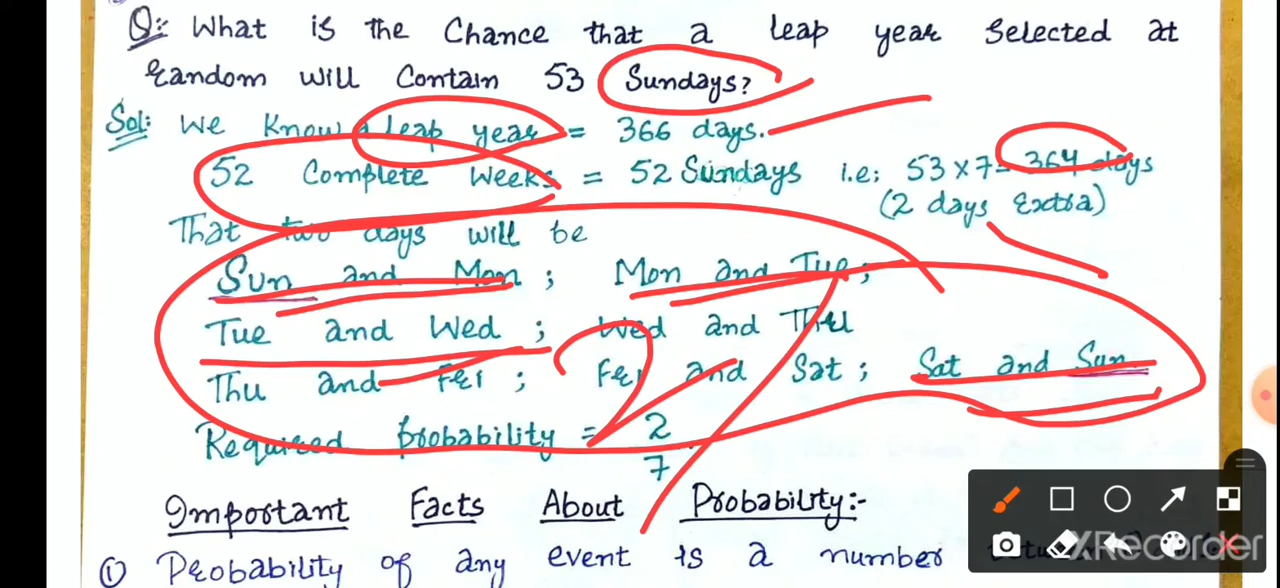 Q: What is the Chance that a leap year selected at
random will Contain 53 Sundays?
Sol: We Know a leap year = 366 days.
52 Complete Weeks = 52 Sundays i.e; 53 x 7 = 364 days
(2 days Extra)
That two days will be
Sun and Mon ; Mon and Tue ;
Tue and Wed ; Wed and Thu
Thu and Fri ; Fri and Sat ; Sat and Sun
Required probability = 2
7
Important Facts About Probability:-
① Probability of any event is a number
XRecorder